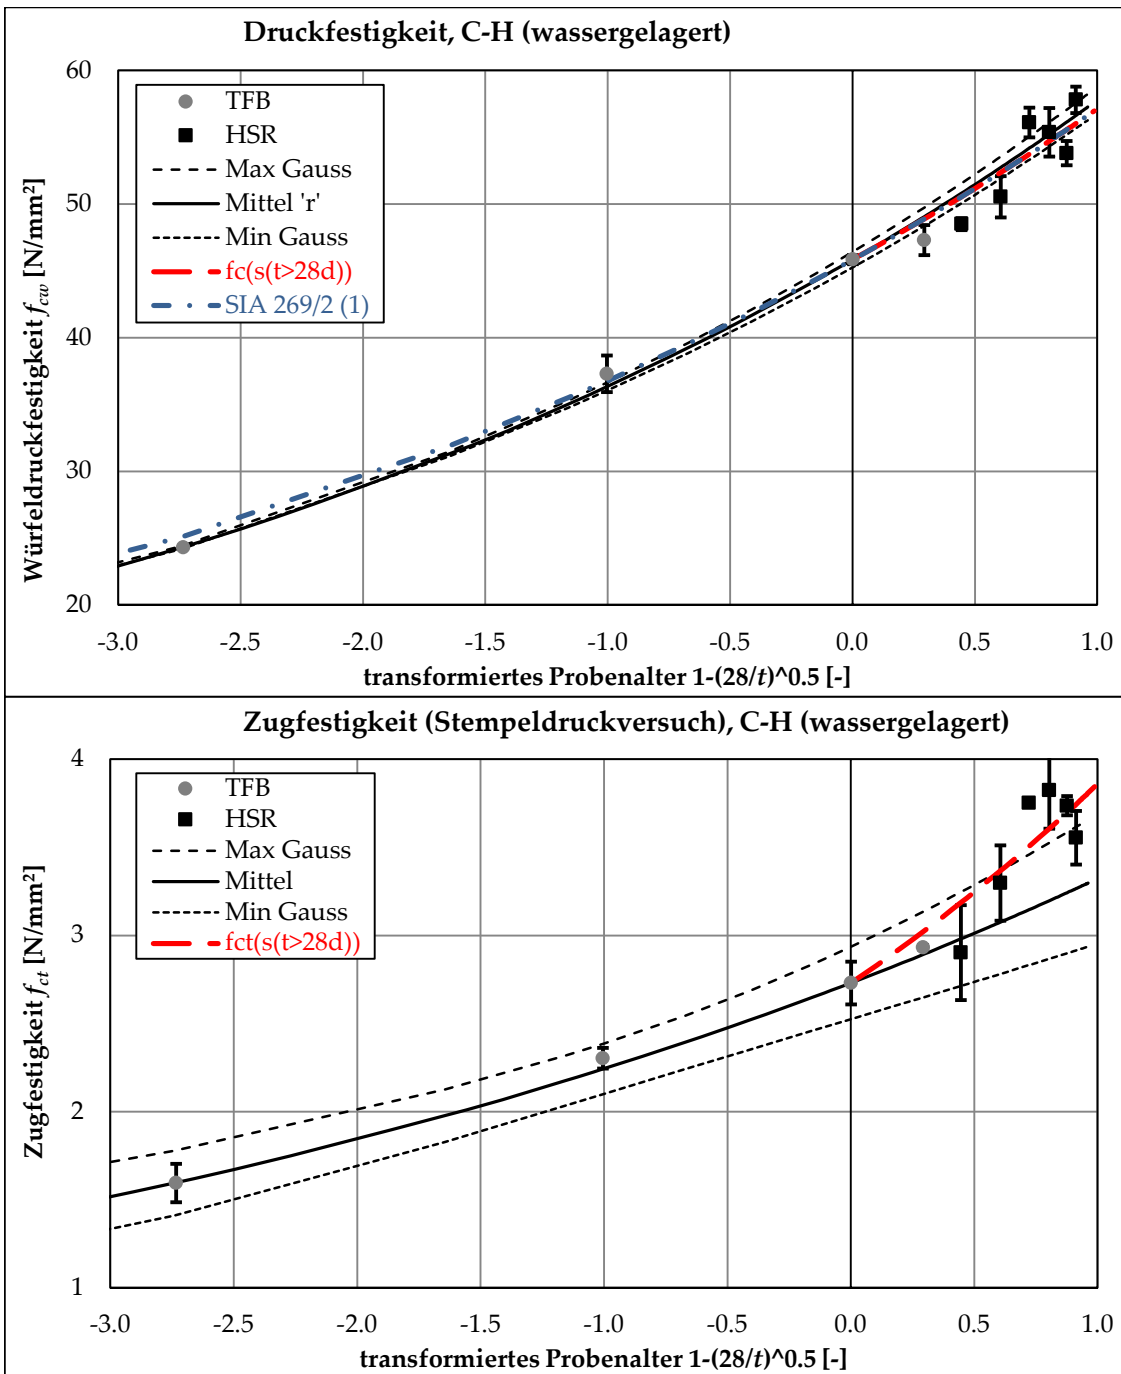 Druckfestigkeit, C-H (wassergelagert)
60
50
40
30
20
Würfeldruckfestigkeit f_cw [N/mm²]
TFB
HSR
Max Gauss
Mittel 'r'
Min Gauss
fc(s(t>28d))
SIA 269/2 (1)
-3.0 -2.5 -2.0 -1.5 -1.0 -0.5 0.0 0.5 1.0
transformiertes Probenalter 1-(28/t)^0.5 [-]
Zugfestigkeit (Stempeldruckversuch), C-H (wassergelagert)
4
3
2
1
Zugfestigkeit f_ct [N/mm²]
TFB
HSR
Max Gauss
Mittel
Min Gauss
fct(s(t>28d))
-3.0 -2.5 -2.0 -1.5 -1.0 -0.5 0.0 0.5 1.0
transformiertes Probenalter 1-(28/t)^0.5 [-]